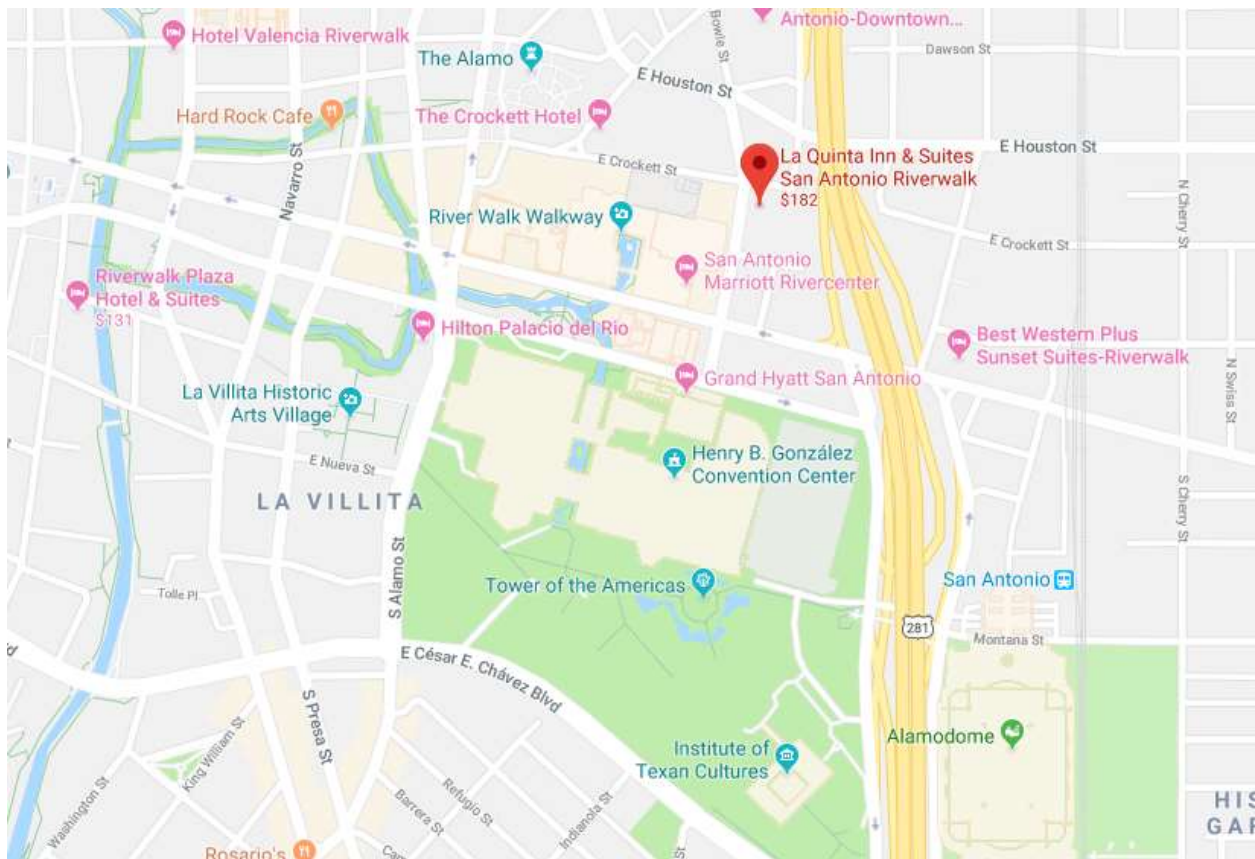 Antonio-Downtown...
Hotel Valencia Riverwalk
Bowie St
Dawson St
The Alamo
E Houston St
Hard Rock Cafe
The Crockett Hotel
E Houston St
Navarro St
E Crockett St
La Quinta Inn & Suites
San Antonio Riverwalk
$182
N Cherry St
River Walk Walkway
E Crockett St
San Antonio
Marriott Rivercenter
Riverwalk Plaza
Hotel & Suites
$131
Hilton Palacio del Rio
Best Western Plus
Sunset Suites-Riverwalk
Grand Hyatt San Antonio
N Swiss St
La Villita Historic
Arts Village
E Nueva St
Henry B. González
Convention Center
LA VILLITA
S Cherry St
S Alamo St
Tower of the Americas
San Antonio
Tolle Pl
281
Montana St
E César E. Chávez Blvd
S Presa St
King William St
Institute of
Texan Cultures
Alamodome
Washington St
Refugio St
Barrera St
Indianola St
HIS
GAR
Rosario's
St